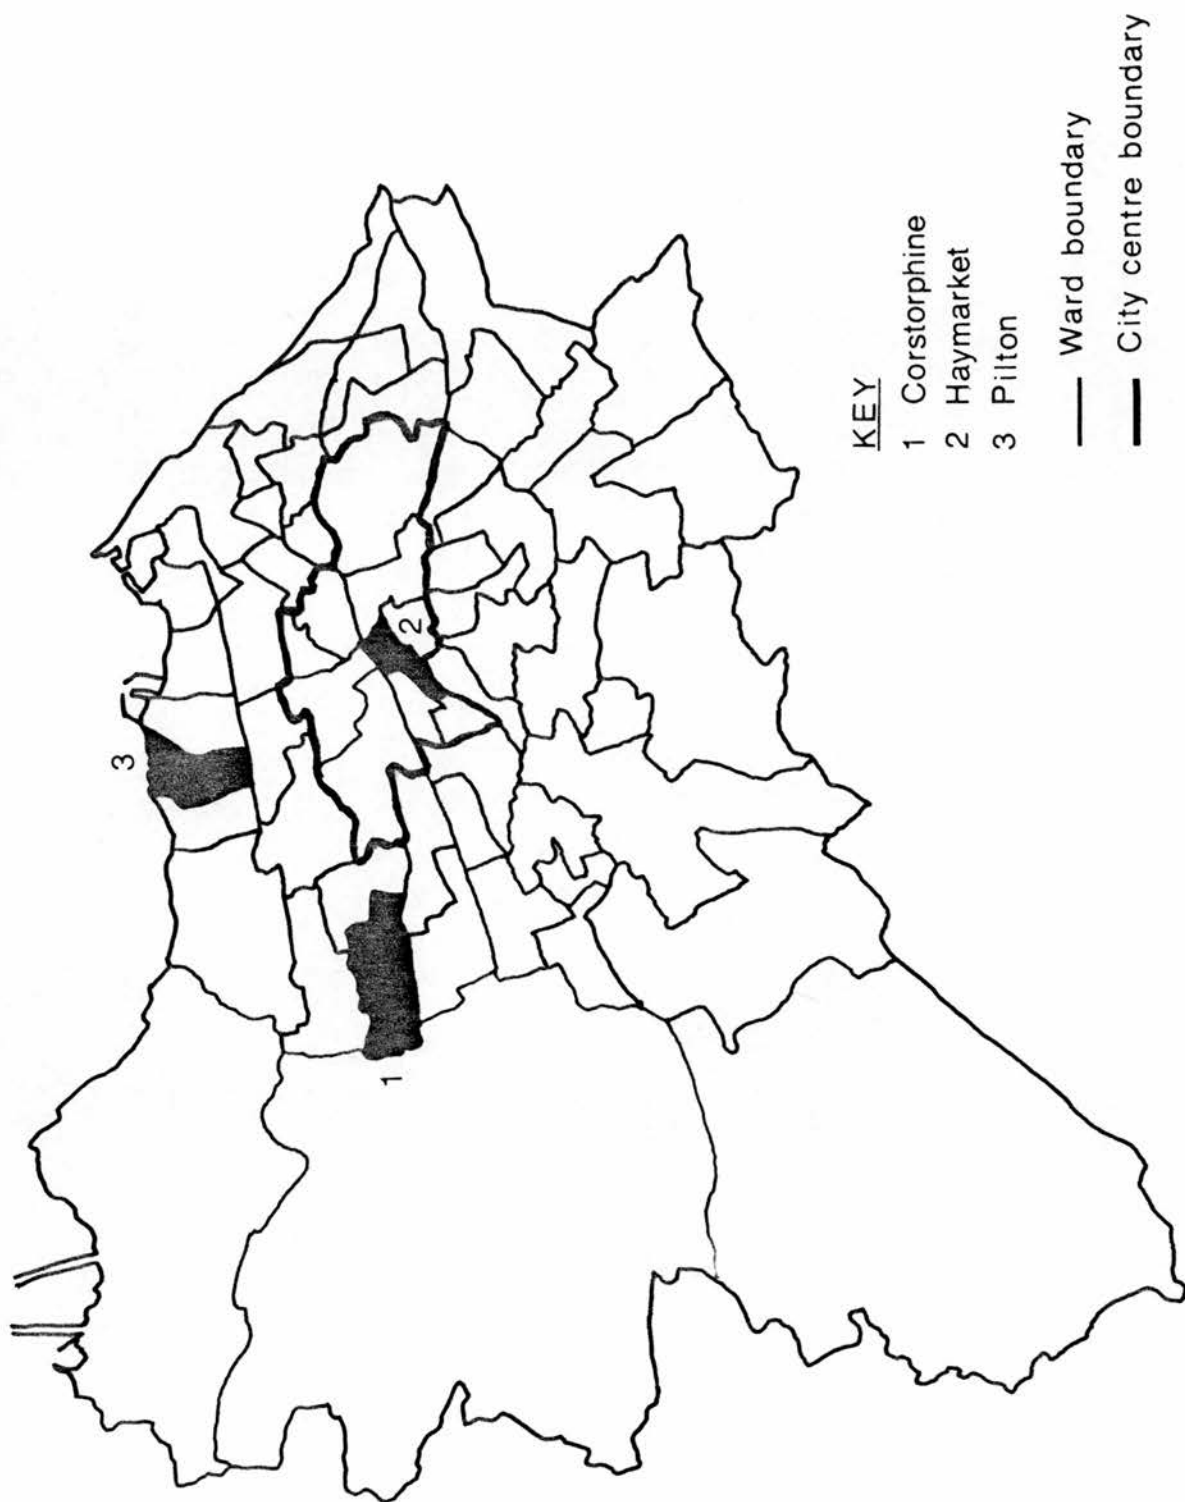 3
2
1
KEY
1 Corstorphine
2 Haymarket
3 Pilton
Ward boundary
City centre boundary